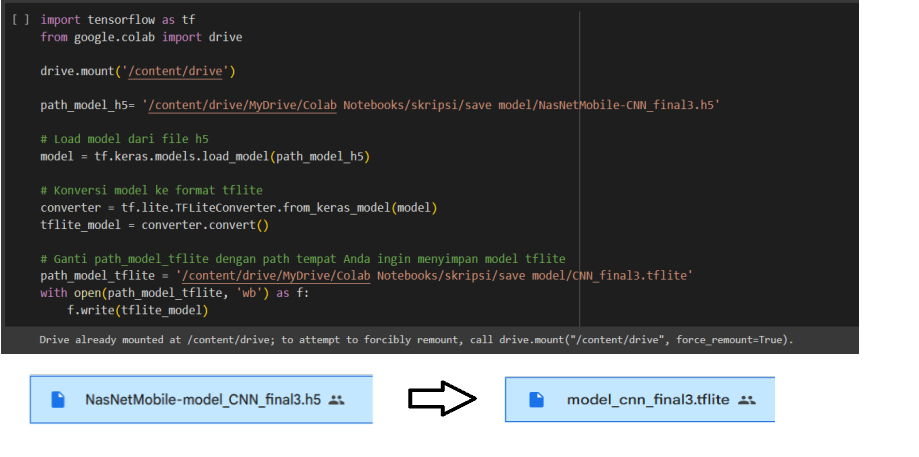 [ ] import tensorflow as tf
from google.colab import drive
drive.mount('/content/drive')
path_model_h5= '/content/drive/MyDrive/Colab Notebooks/skripsi/save model/NasNetMobile-CNN_final3.h5'
# Load model dari file h5
model = tf.keras.models.load_model(path_model_h5)
# Konversi model ke format tflite
converter = tf.lite.TFLiteConverter.from_keras_model(model)
tflite_model = converter.convert()
# Ganti path_model_tflite dengan path tempat Anda ingin menyimpan model tflite
path_model_tflite = '/content/drive/MyDrive/Colab Notebooks/skripsi/save model/CNN_final3.tflite'
with open(path_model_tflite, 'wb') as f:
    f.write(tflite_model)
Drive already mounted at /content/drive; to attempt to forcibly remount, call drive.mount("/content/drive", force_remount=True).
NasNetMobile-model_CNN_final3.h5
model_cnn_final3.tflite